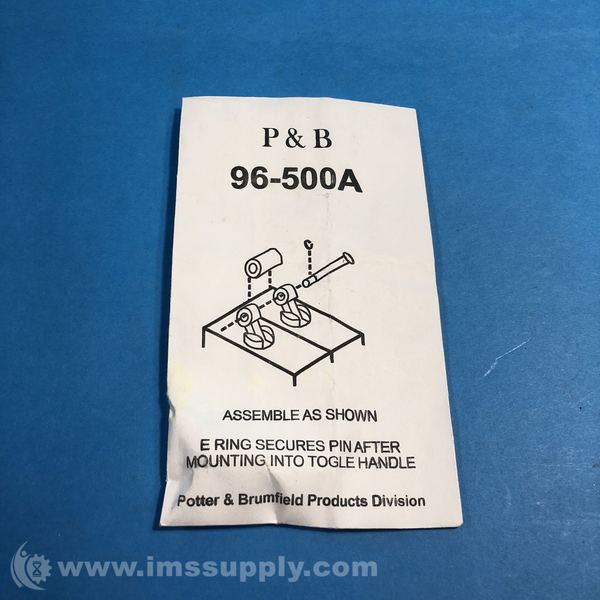 P & B
96-500A
ASSEMBLE AS SHOWN
E RING SECURES PIN AFTER
MOUNTING INTO TOGLE HANDLE
Potter & Brumfield Products Division
www.imssupply.com